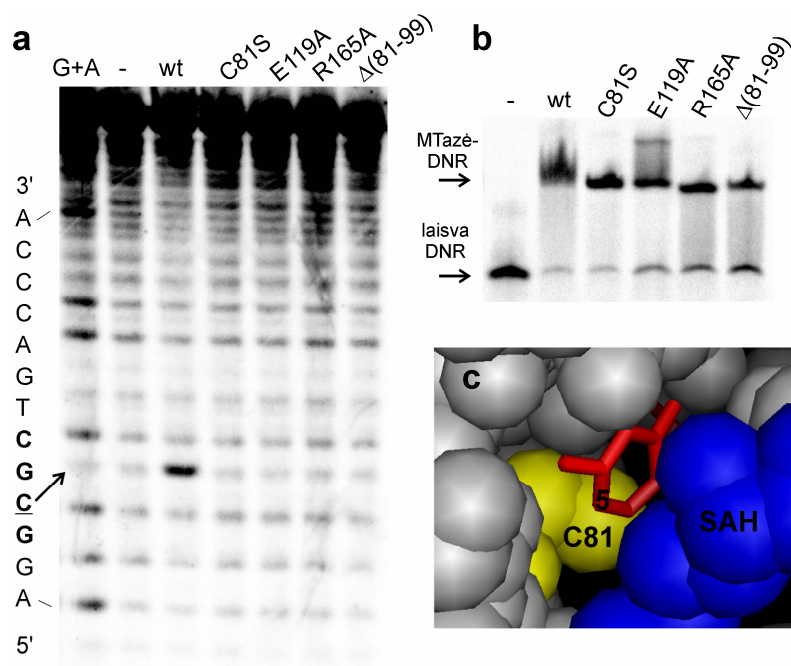 a
G+A - wt C81S E119A R165A Δ(81-99)
3'
A
C
C
C
A
G
T
C
G
C
G
G
A
5'
b
- wt C81S E119A R165A Δ(81-99)
MTazė-
DNR
laisva
DNR
c
5
C81
SAH